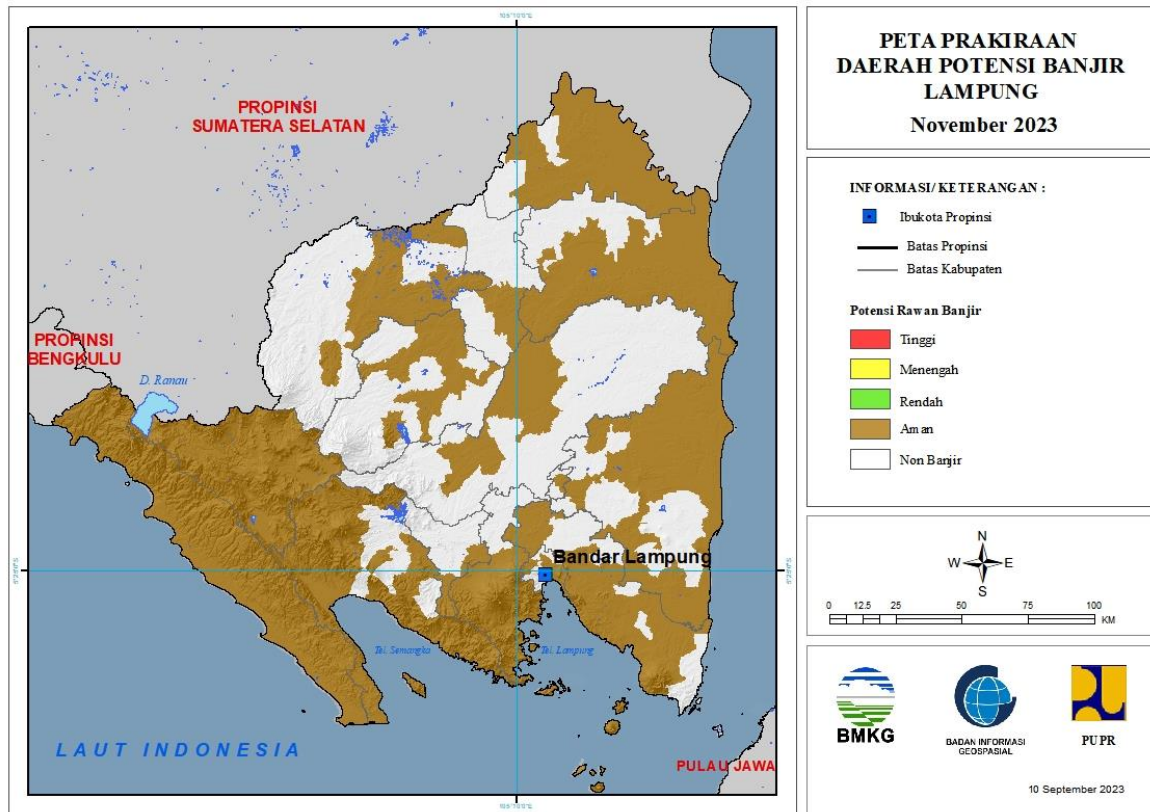 PROPINSI
SUMATERA SELATAN
PROPINSI
BENGKULU
D. Ranau
Bandar Lampung
Tel. Semangka
Tel. Lampung
LAUT INDONESIA
PULAU JAWA
PETA PRAKIRAAN
DAERAH POTENSI BANJIR
LAMPUNG
November 2023
INFORMASI/ KETERANGAN :
Ibukota Propinsi
Batas Propinsi
Batas Kabupaten
Potensi Rawan Banjir
Tinggi
Menengah
Rendah
Aman
Non Banjir
N
W E
S
0 12.5 25 50 75 100
KM
BMKG
BADAN INFORMASI
GEOSPASIAL
PUPR
10 September 2023